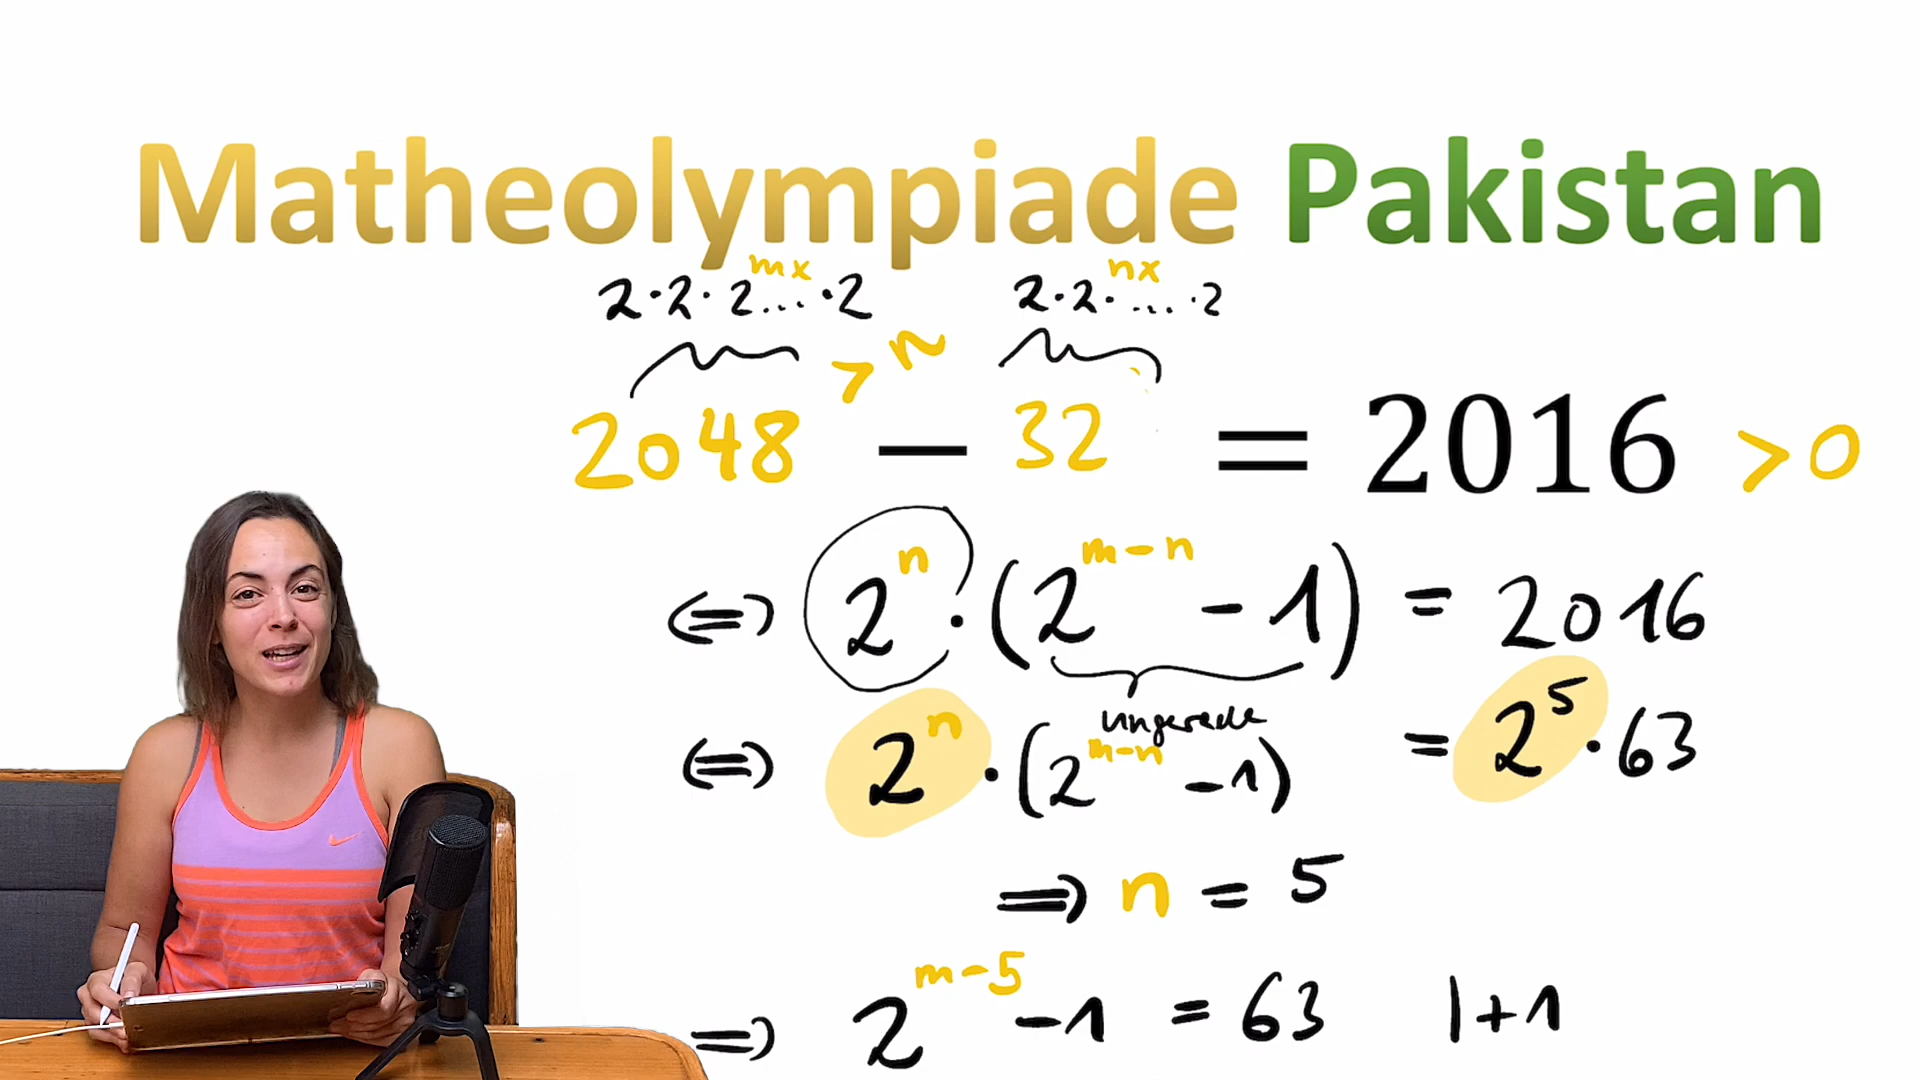 Matheolympiade Pakistan
mx nx
2·2·2...·2 2·2·...·2
> n
2048 − 32 = 2016 > 0
⇔ 2^n · (2^{m-n} - 1) = 2016
ungerade
⇔ 2^n · (2^{m-n} - 1) = 2^5 · 63
⇒ n = 5
⇒ 2^{m-5} - 1 = 63 |+1